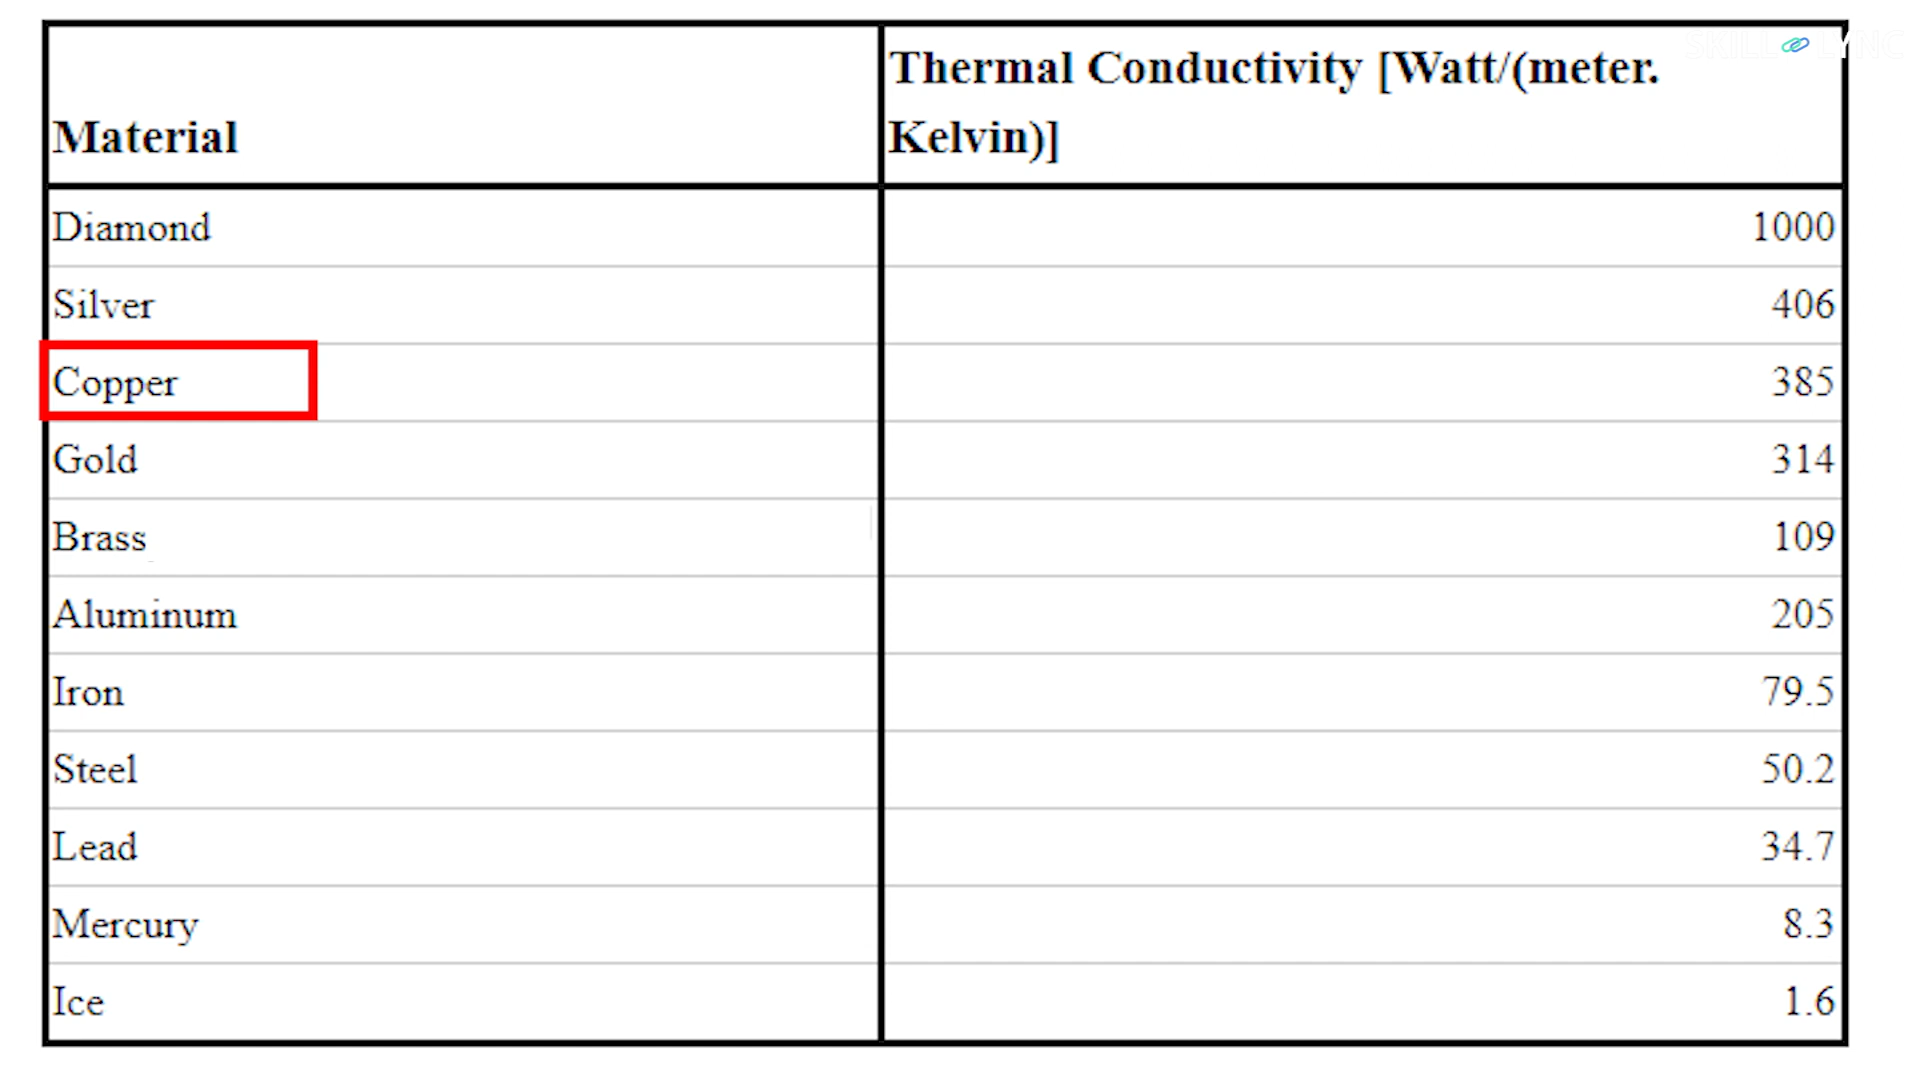 Thermal Conductivity [Watt/(meter.
Material Kelvin)]
Diamond 1000
Silver 406
Copper 385
Gold 314
Brass 109
Aluminum 205
Iron 79.5
Steel 50.2
Lead 34.7
Mercury 8.3
Ice 1.6